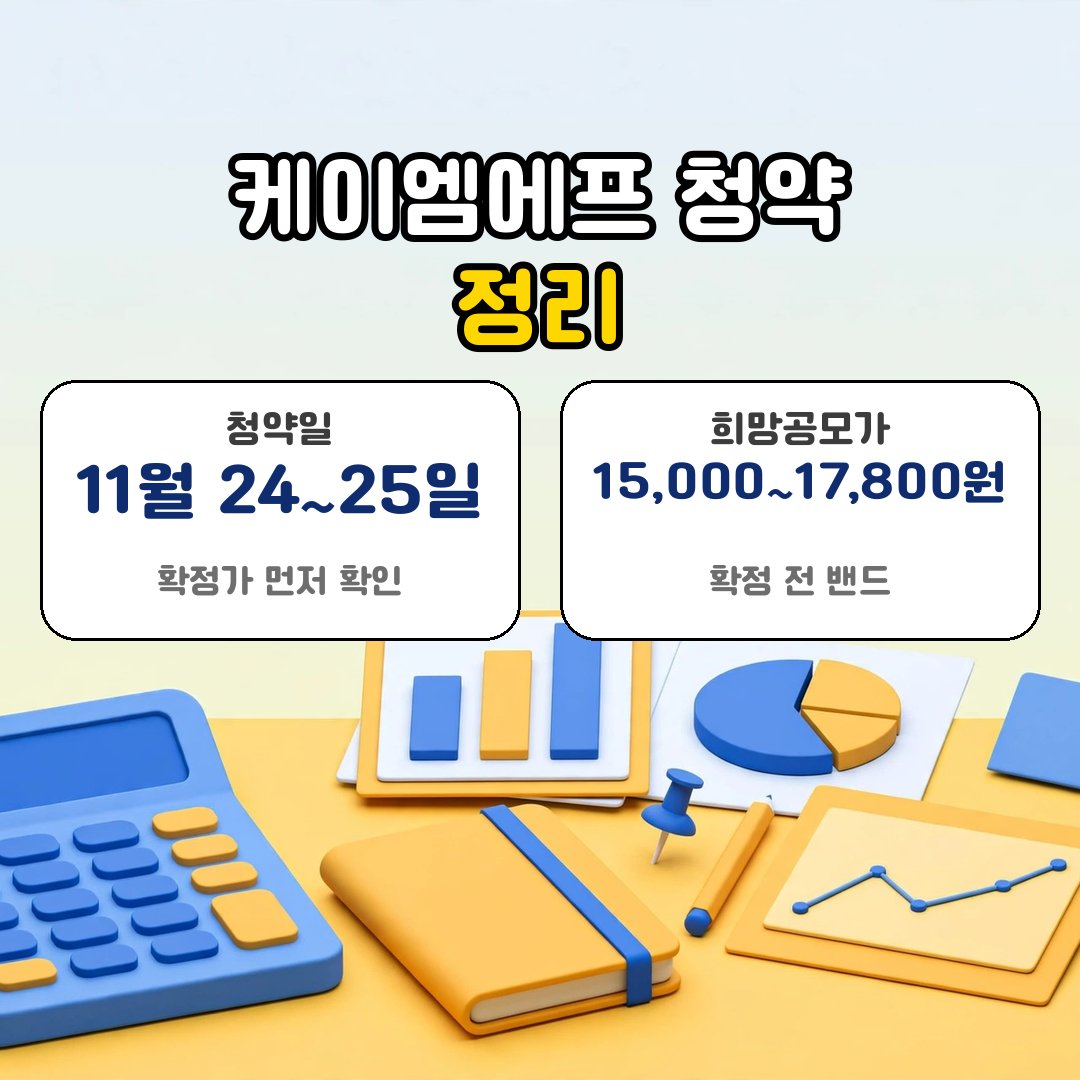 케이엠에프 청약
정리
청약일
11월 24~25일
확정가 먼저 확인
희망공모가
15,000~17,800원
확정 전 밴드